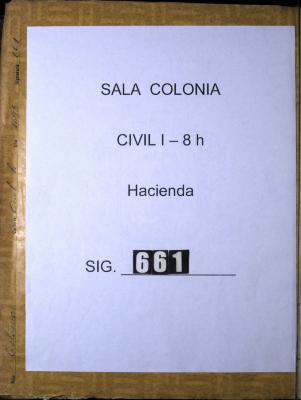 SALA COLONIA
CIVIL I – 8 h
Hacienda
SIG. 661